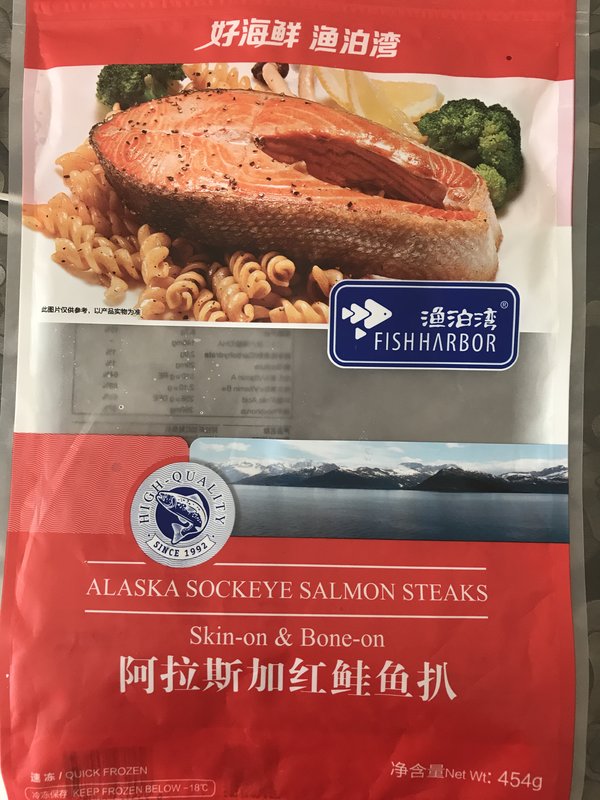 好海鲜 渔泊湾
此图片仅供参考，以产品实物为准
渔泊湾®
FISHHARBOR
HIGH-QUALITY
SINCE 1992
ALASKA SOCKEYE SALMON STEAKS
Skin-on & Bone-on
阿拉斯加红鲑鱼扒
速冻 / QUICK FROZEN
冷冻保存 KEEP FROZEN BELOW -18℃
净含量Net Wt: 454g